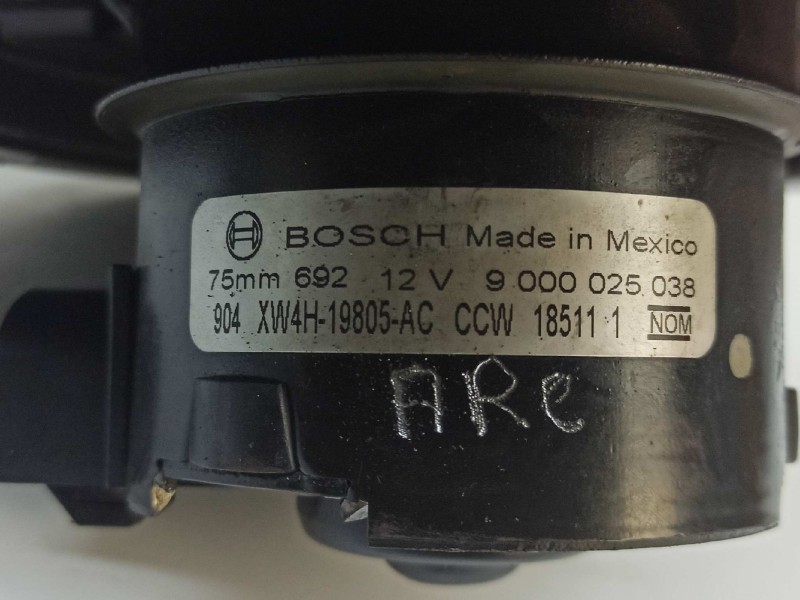 BOSCH Made in Mexico
75mm 692 12 V 9 000 025 038
904 XW4H-19805-AC CCW 18511 1 NOM
ARC